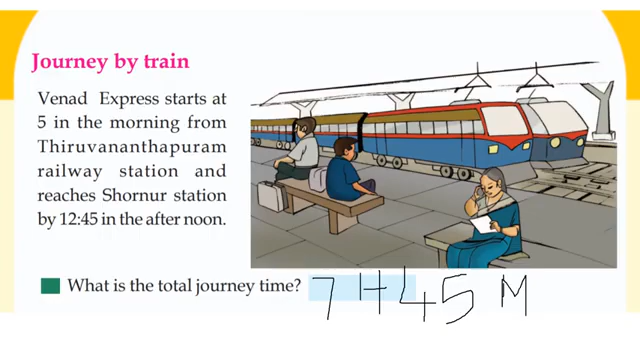 Journey by train
Venad Express starts at
5 in the morning from
Thiruvananthapuram
railway station and
reaches Shornur station
by 12:45 in the after noon.
What is the total journey time? 7 H 45 M